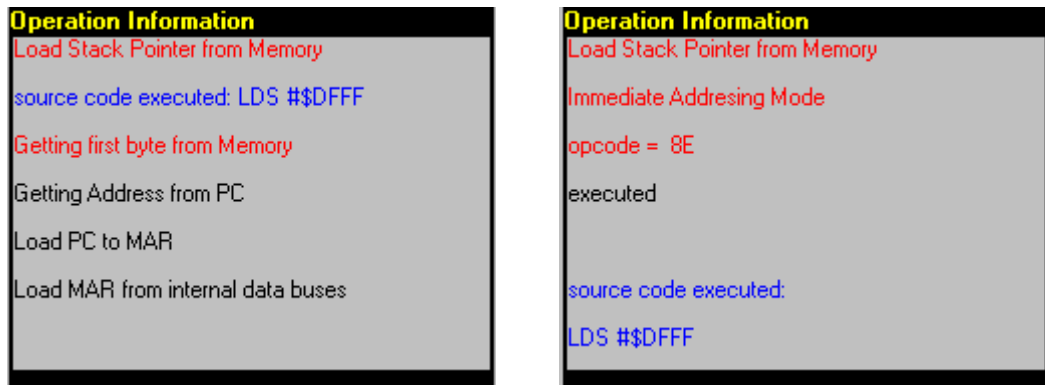 Operation Information
Load Stack Pointer from Memory
source code executed: LDS #$DFFF
Getting first byte from Memory
Getting Address from PC
Load PC to MAR
Load MAR from internal data buses
Operation Information
Load Stack Pointer from Memory
Immediate Addresing Mode
opcode = 8E
executed
source code executed:
LDS #$DFFF